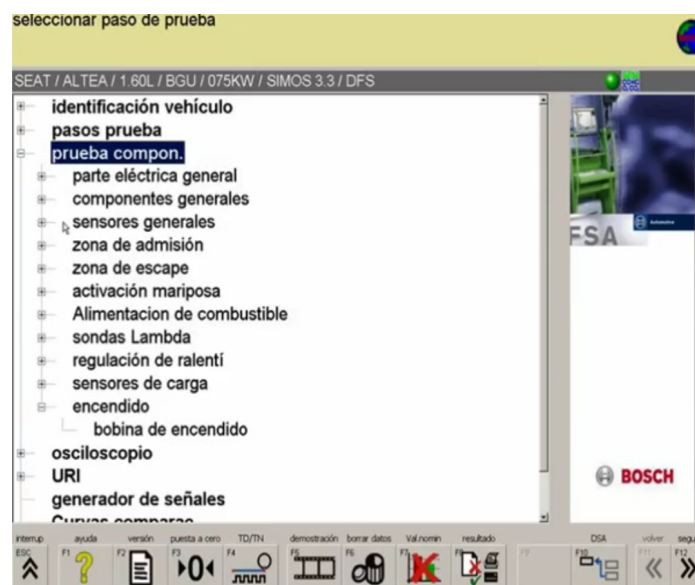 seleccionar paso de prueba
SEAT / ALTEA / 1.60L / BGU / 075KW / SIMOS 3.3 / DFS
identificación vehículo
pasos prueba
prueba compon.
parte eléctrica general
componentes generales
sensores generales
zona de admisión
zona de escape
activación mariposa
Alimentacion de combustible
sondas Lambda
regulación de ralentí
sensores de carga
encendido
bobina de encendido
osciloscopio
URI
generador de señales
Curvas comparac
FSA
BOSCH
interrup ayuda versión puesta a cero TD/TN demostración borrar datos Val.nomin resultado DSA volver segu
ESC F1 F2 F3 F4 F5 F6 F7 F8 F9 F10 F11 F12